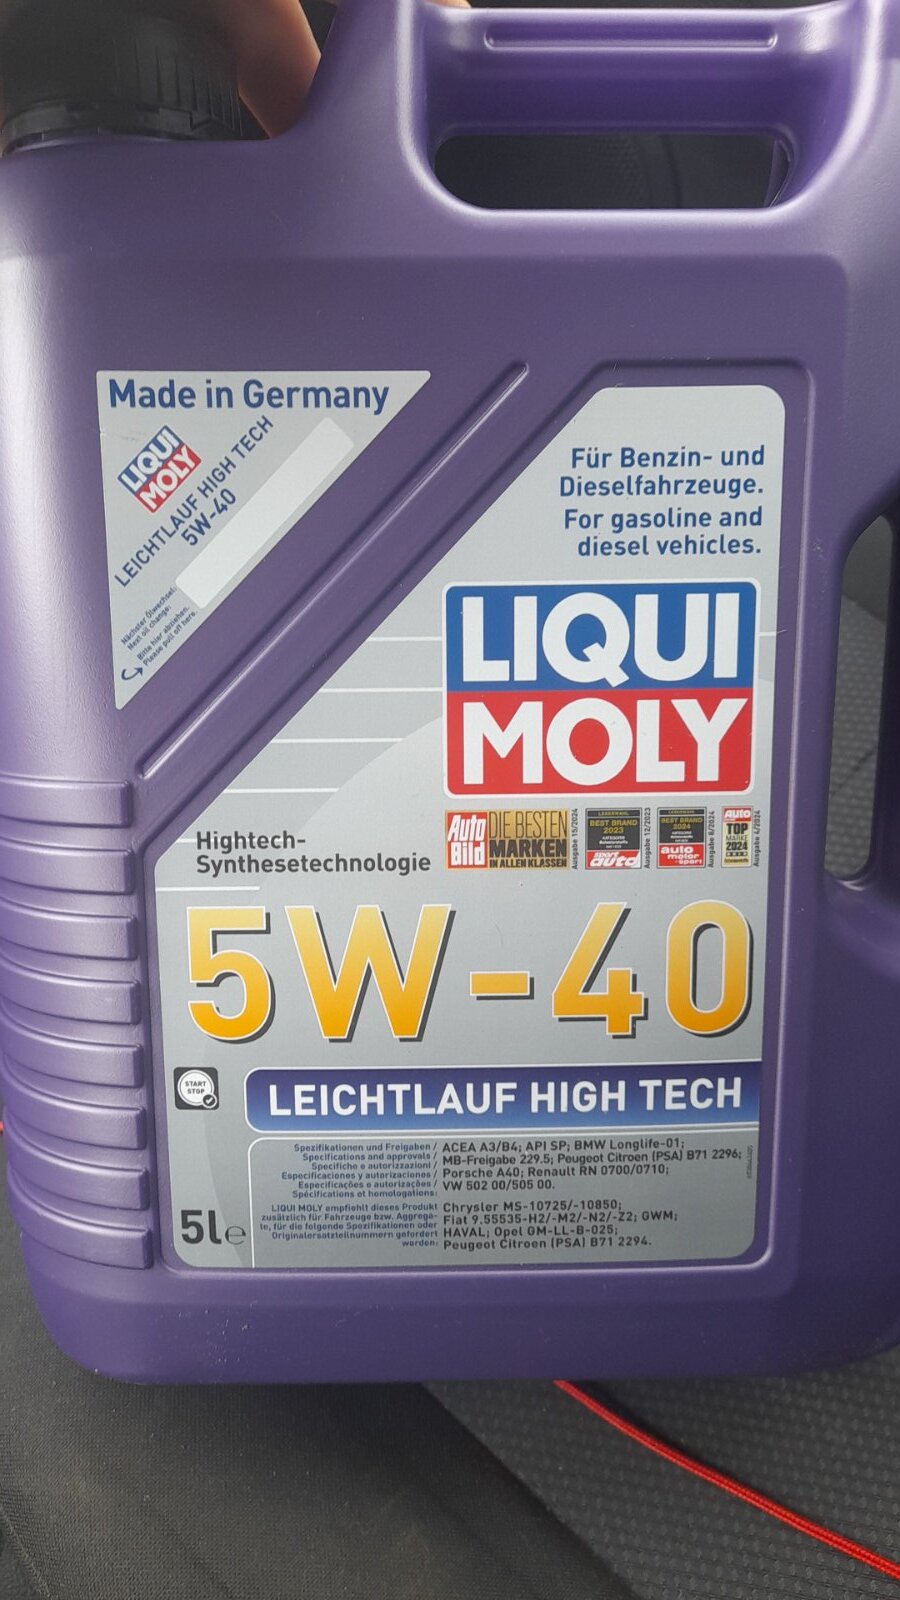 Made in Germany
LIQUI
MOLY
LEICHTLAUF HIGH TECH
5W-40
Nächster Ölwechsel:
Next oil change:
Bitte hier abziehen.
Please pull off here.
Für Benzin- und
Dieselfahrzeuge.
For gasoline and
diesel vehicles.
LIQUI
MOLY
Hightech-
Synthesetechnologie
Auto
Bild
DIE BESTEN
MARKEN
IN ALLEN KLASSEN
Ausgabe 15/2024
BEST BRAND
2023
sport
auto
Ausgabe 12/2023
BEST BRAND
2024
auto
motor
sport
Ausgabe 8/2024
Auto
TOP
MARKE
2024
Ausgabe 4/2024
5W-40
START
STOP
LEICHTLAUF HIGH TECH
Spezifikationen und Freigaben /
Specifications and approvals /
Specifiche e autorizzazioni /
Especificaciones y autorizaciones /
Especificações e autorizações /
Spécifications et homologations:
ACEA A3/B4; API SP; BMW Longlife-01;
MB-Freigabe 229.5; Peugeot Citroen (PSA) B71 2296;
Porsche A40; Renault RN 0700/0710;
VW 502 00/505 00.
LIQUI MOLY empfiehlt dieses Produkt
zusätzlich für Fahrzeuge bzw. Aggrega-
te, für die folgende Spezifikationen oder
Originalersatzteilnummern gefordert
werden:
Chrysler MS-10725/-10850;
Fiat 9.55535-H2/-M2/-N2/-Z2; GWM;
HAVAL; Opel GM-LL-B-025;
Peugeot Citroen (PSA) B71 2294.
5l e